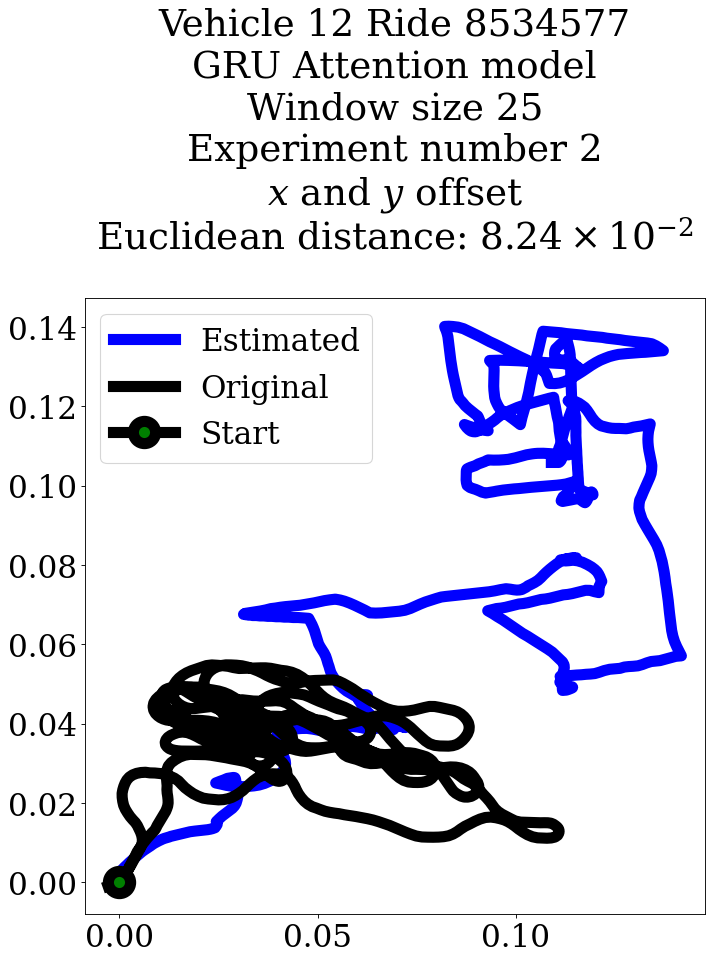 Vehicle 12 Ride 8534577
GRU Attention model
Window size 25
Experiment number 2
x and y offset
Euclidean distance: 8.24 × 10⁻²
Estimated
Original
Start
0.14
0.12
0.10
0.08
0.06
0.04
0.02
0.00
0.00 0.05 0.10